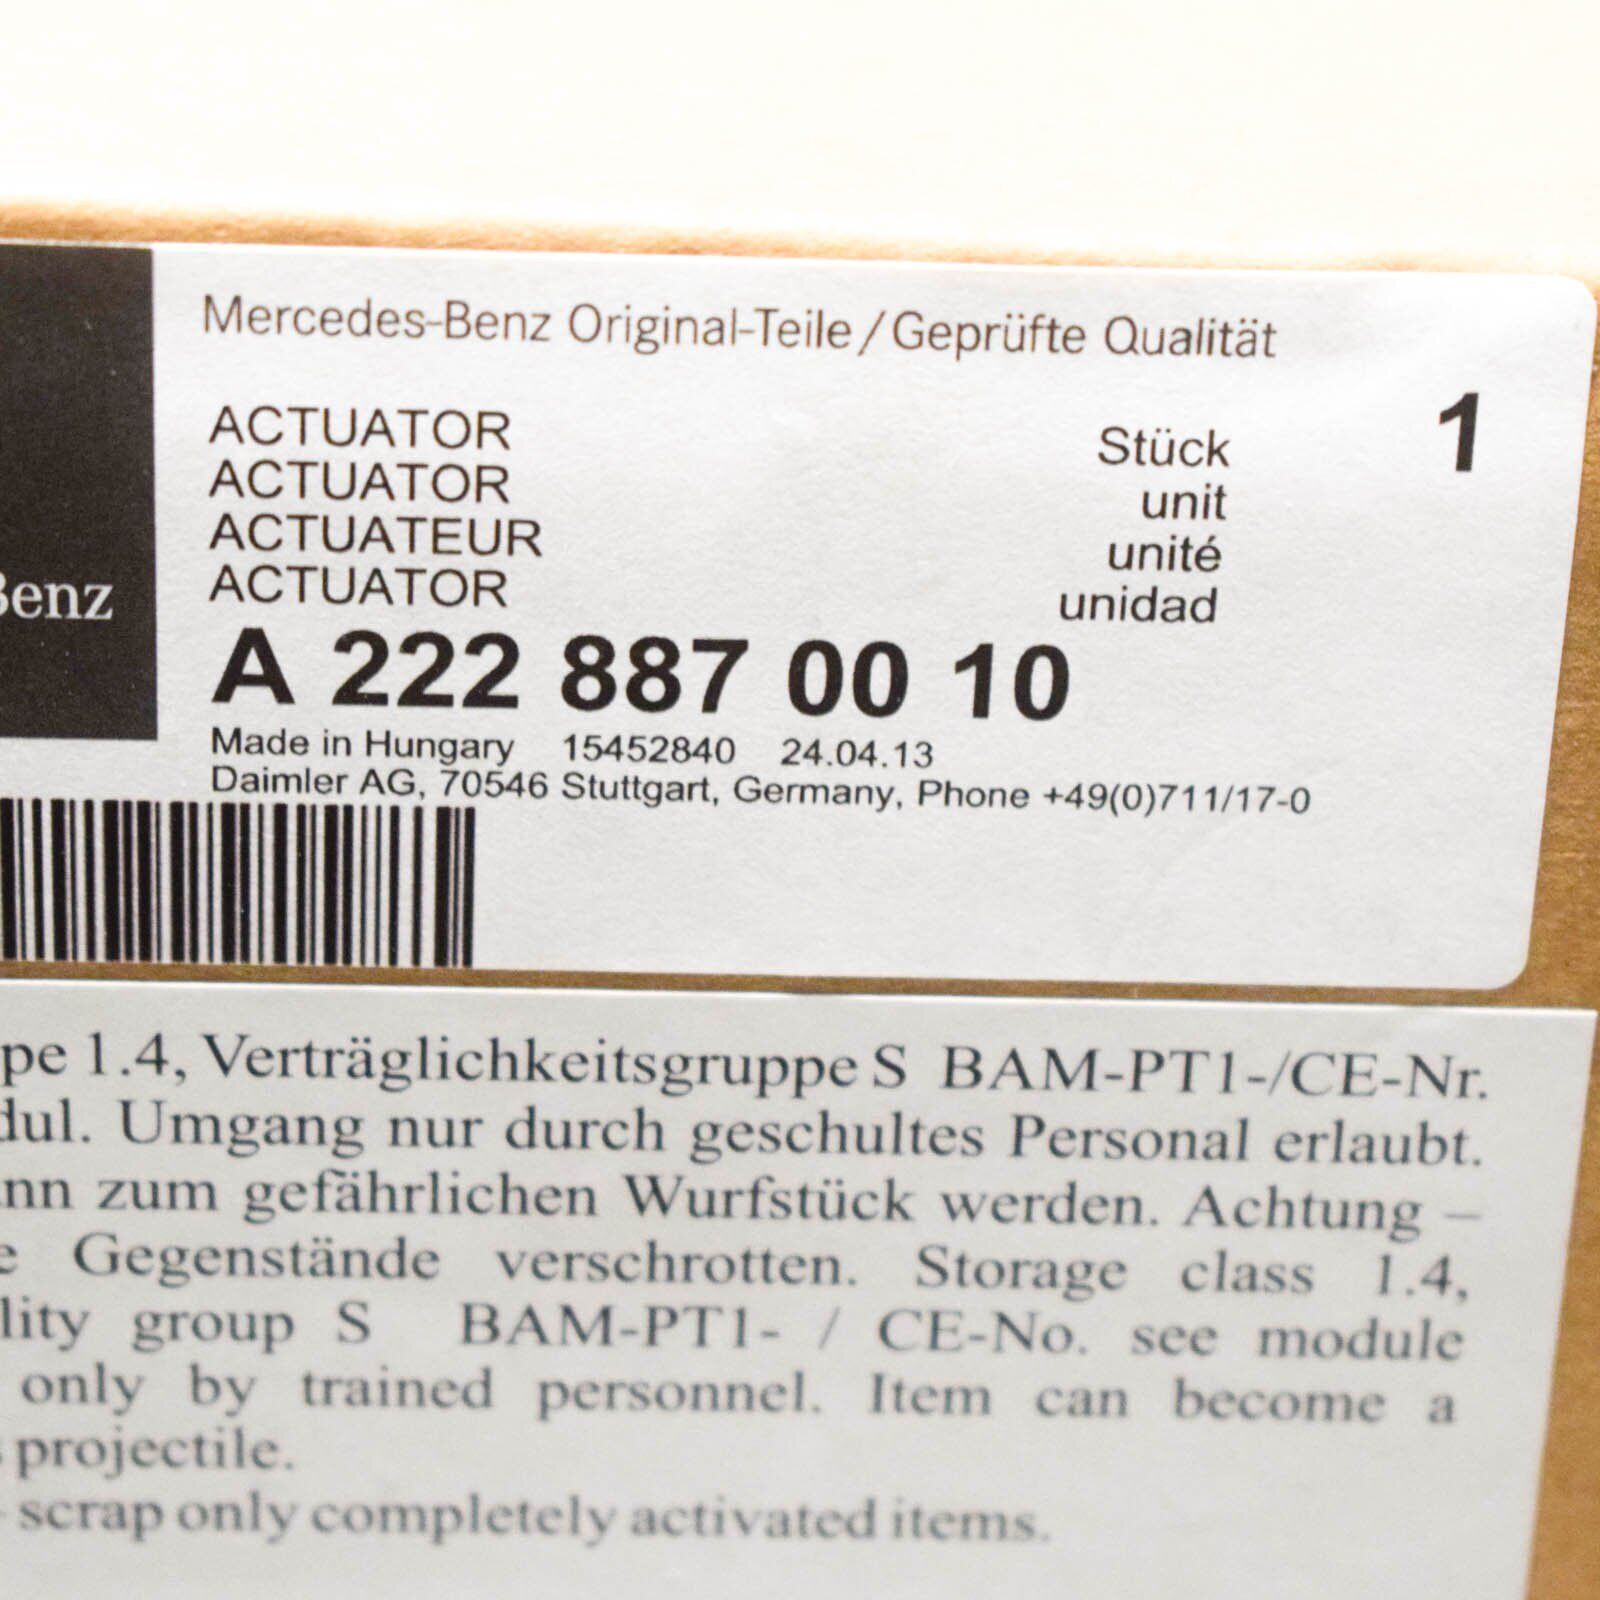 Mercedes-Benz Original-Teile/Geprüfte Qualität
ACTUATOR Stück 1
ACTUATOR unit
ACTUATEUR unité
ACTUATOR unidad
Benz
A 222 887 00 10
Made in Hungary 15452840 24.04.13
Daimler AG, 70546 Stuttgart, Germany, Phone +49(0)711/17-0
pe 1.4, Verträglichkeitsgruppe S BAM-PT1-/CE-Nr.
dul. Umgang nur durch geschultes Personal erlaubt.
nn zum gefährlichen Wurfstück werden. Achtung –
e Gegenstände verschrotten. Storage class 1.4,
lity group S BAM-PT1- / CE-No. see module
only by trained personnel. Item can become a
s projectile.
- scrap only completely activated items.